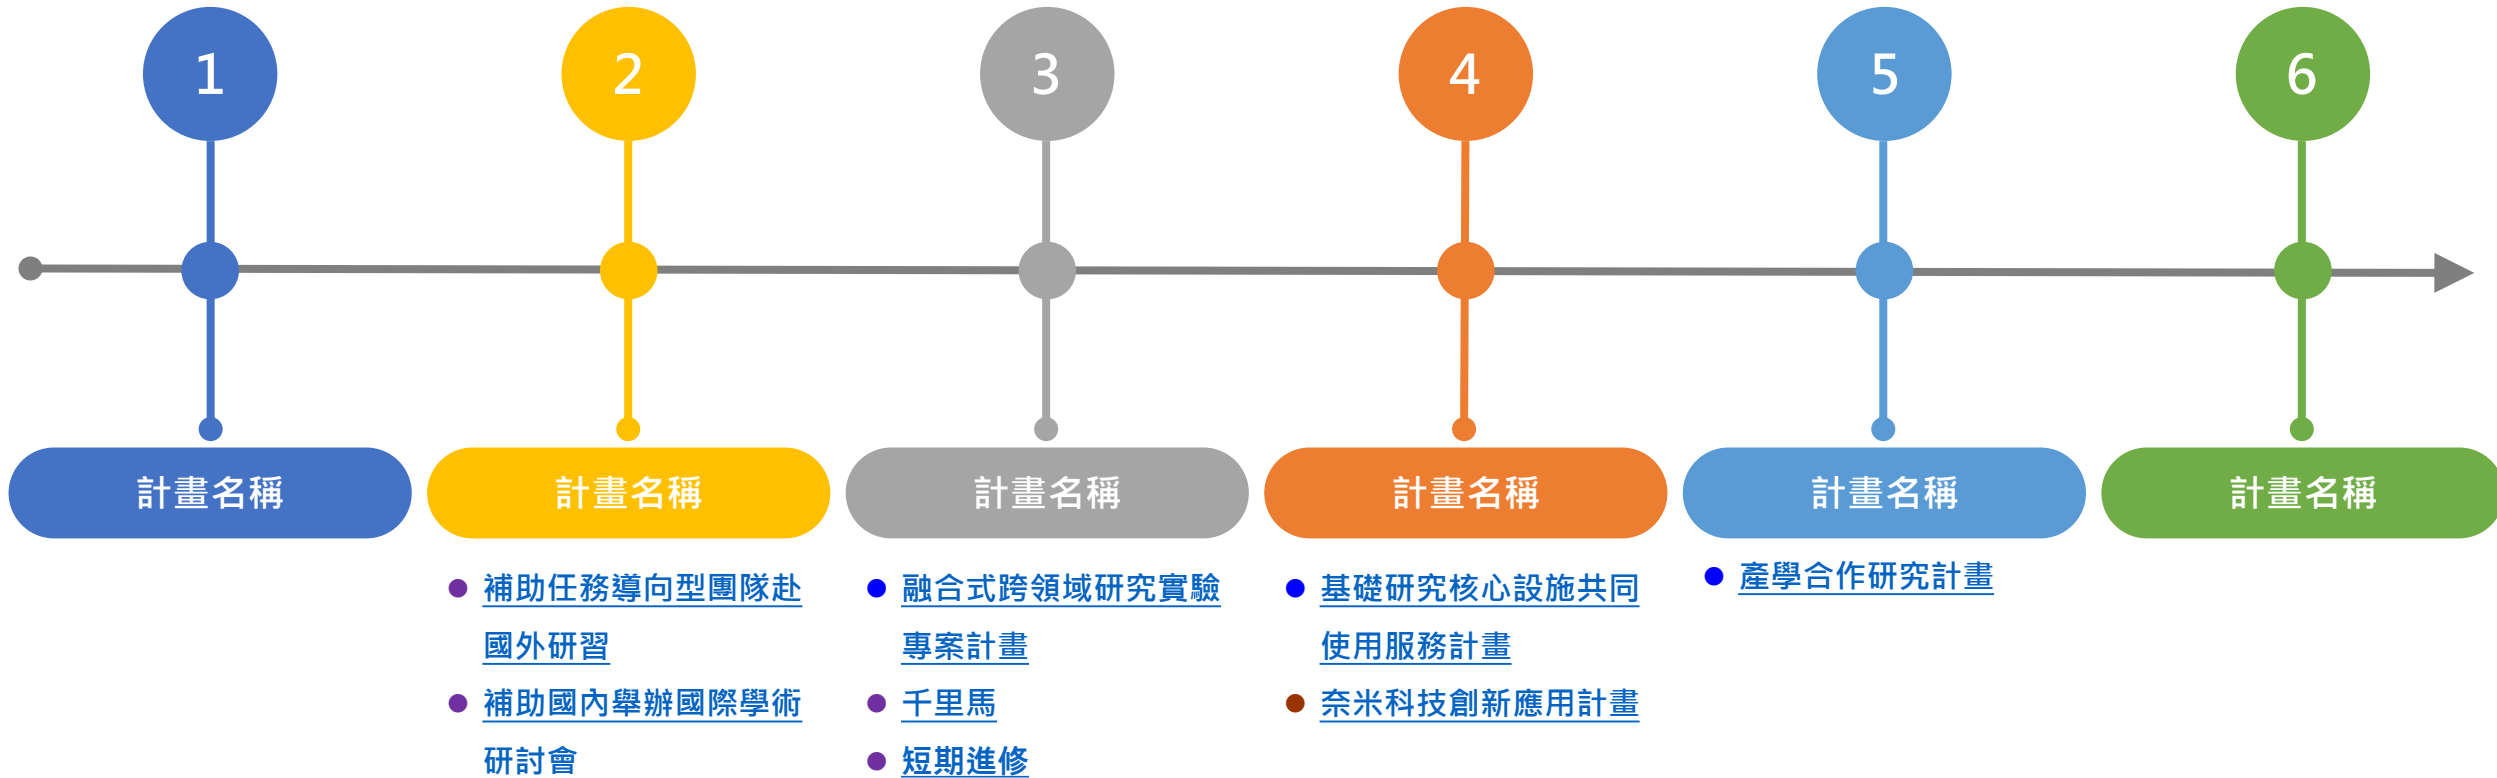 1
2
3
4
5
6
計畫名稱
計畫名稱
計畫名稱
計畫名稱
計畫名稱
計畫名稱
補助任務導向型團隊赴
國外研習
補助國內舉辦國際學術
研討會
融合式跨領域研究實驗
專案計畫
千里馬
短期進修
基礎研究核心設施共同
使用服務計畫
奈米科技創新應用計畫
產學合作研究計畫